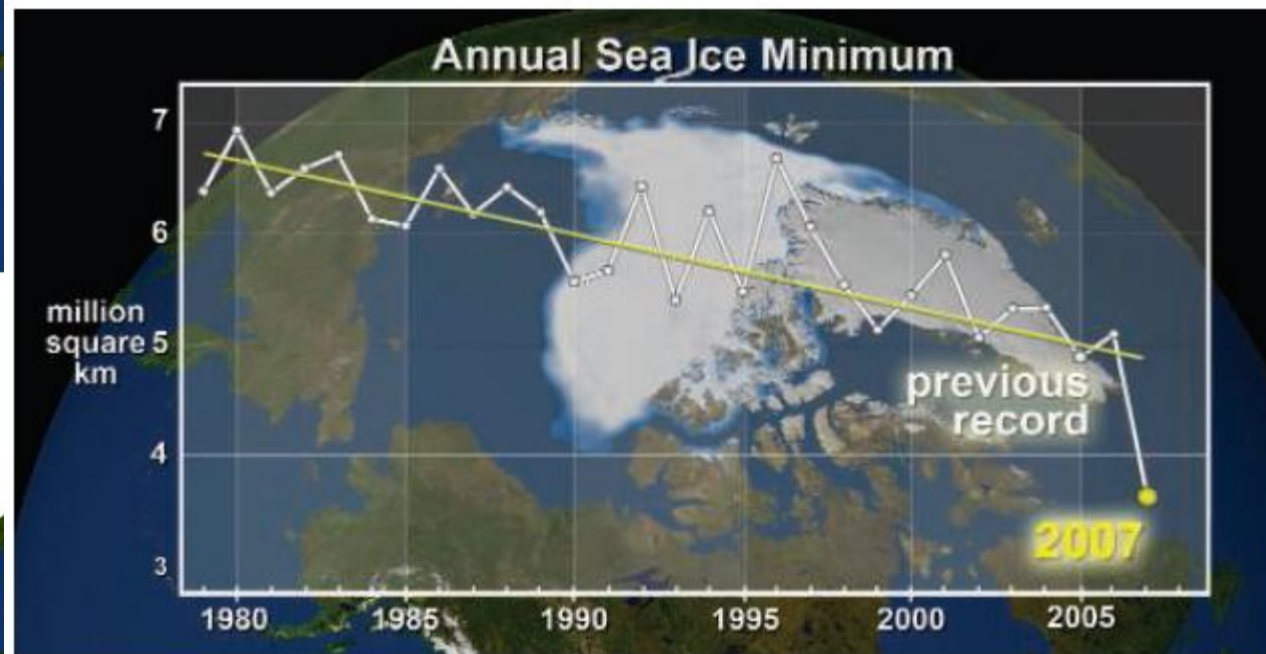 Annual Sea Ice Minimum
7
6
million
square 5
km
4
3
previous
record
2007
1980 1985 1990 1995 2000 2005